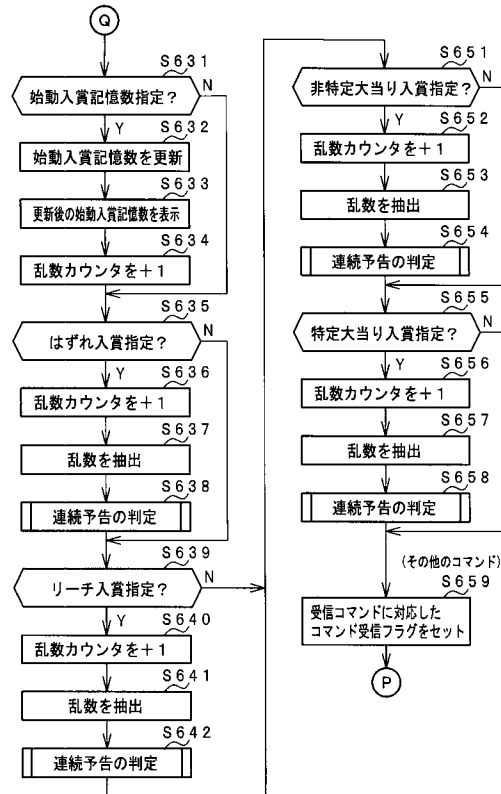 Q
S631
始動入賞記憶数指定?
N
Y
S632
始動入賞記憶数を更新
S633
更新後の始動入賞記憶数を表示
S634
乱数カウンタを+1
S635
はずれ入賞指定?
N
Y
S636
乱数カウンタを+1
S637
乱数を抽出
S638
連続予告の判定
S639
リーチ入賞指定?
N
Y
S640
乱数カウンタを+1
S641
乱数を抽出
S642
連続予告の判定
S651
非特定大当り入賞指定?
N
Y
S652
乱数カウンタを+1
S653
乱数を抽出
S654
連続予告の判定
S655
特定大当り入賞指定?
N
Y
S656
乱数カウンタを+1
S657
乱数を抽出
S658
連続予告の判定
(その他のコマンド)
S659
受信コマンドに対応した
コマンド受信フラグをセット
P